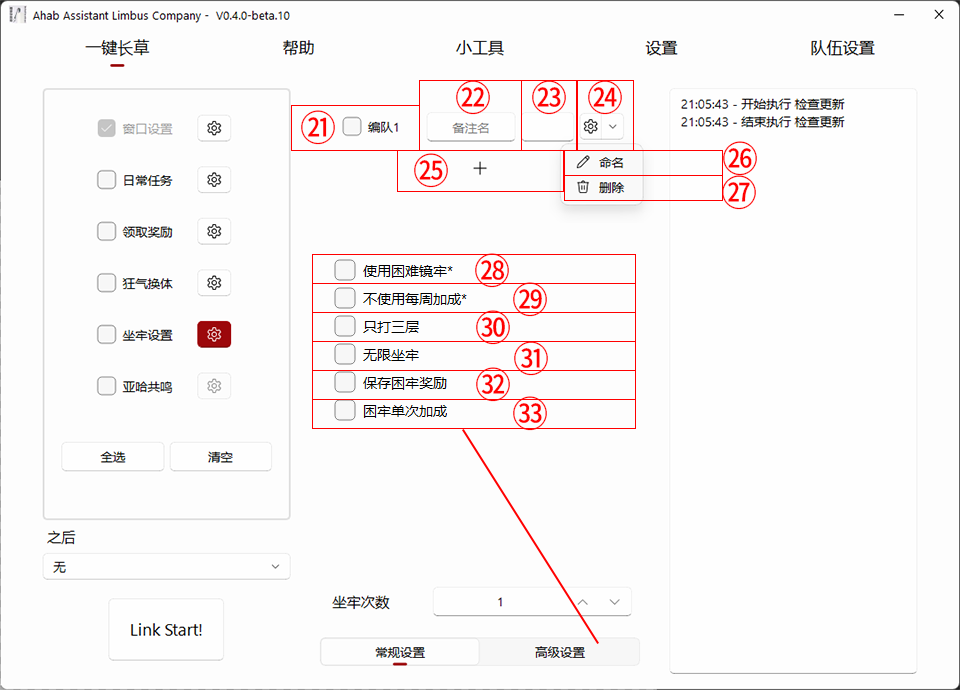 Ahab Assistant Limbus Company - V0.4.0-beta.10
一键长草
帮助
小工具
设置
队伍设置
窗口设置
日常任务
领取奖励
狂气换体
坐牢设置
亚哈共鸣
全选
清空
之后
无
Link Start!
21
编队1
22
备注名
23
24
25
+
命名
26
删除
27
使用困难镜牢* 28
不使用每周加成* 29
只打三层 30
无限坐牢 31
保存困牢奖励 32
困牢单次加成 33
坐牢次数
1
常规设置
高级设置
21:05:43 - 开始执行 检查更新
21:05:43 - 结束执行 检查更新